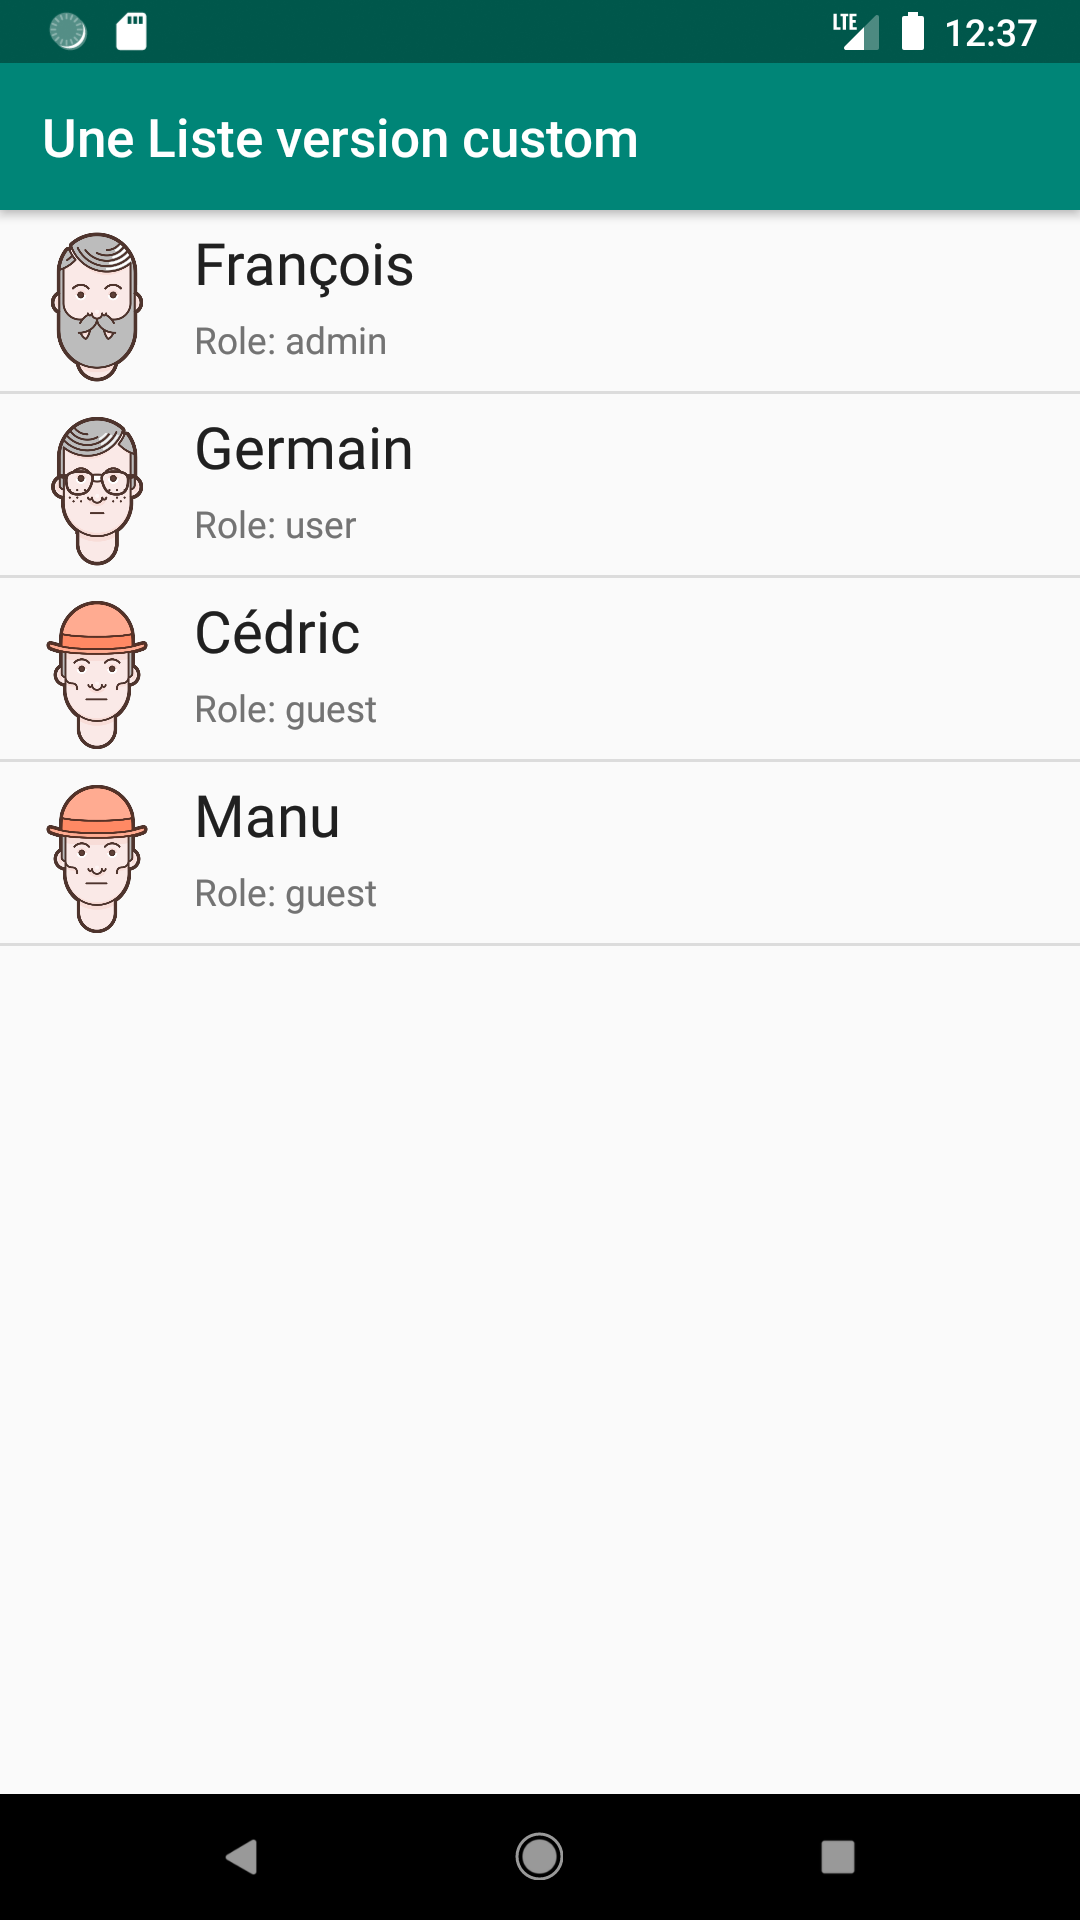 LTE 12:37
Une Liste version custom
François
Role: admin
Germain
Role: user
Cédric
Role: guest
Manu
Role: guest